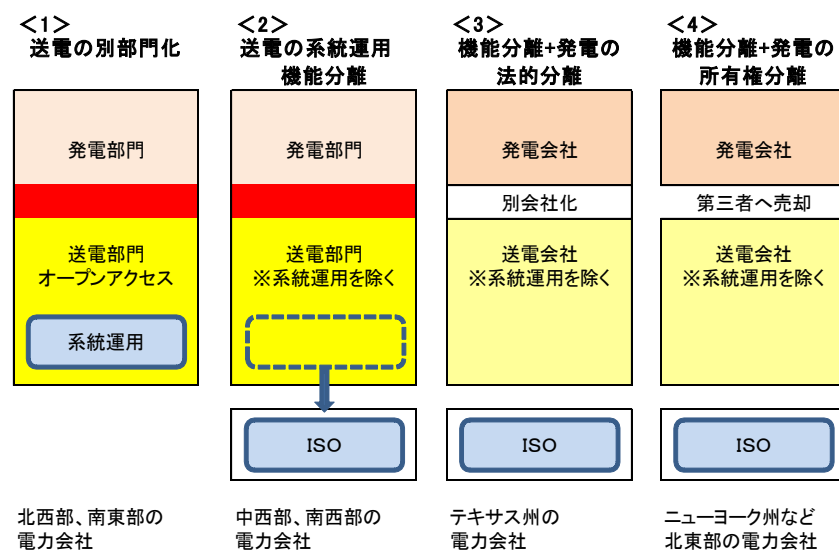 <1>
送電の別部門化
発電部門
送電部門
オープンアクセス
系統運用
北西部、南東部の
電力会社
<2>
送電の系統運用
機能分離
発電部門
送電部門
※系統運用を除く
ISO
中西部、南西部の
電力会社
<3>
機能分離+発電の
法的分離
発電会社
別会社化
送電会社
※系統運用を除く
ISO
テキサス州の
電力会社
<4>
機能分離+発電の
所有権分離
発電会社
第三者へ売却
送電会社
※系統運用を除く
ISO
ニューヨーク州など
北東部の電力会社